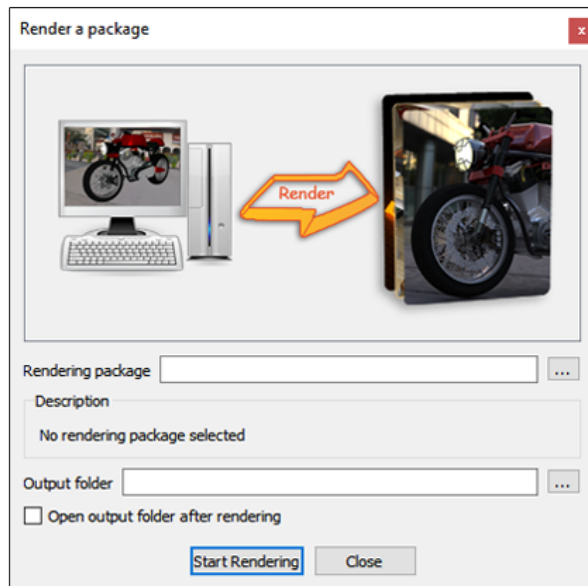 Render a package
x
Render
Rendering package
...
Description
No rendering package selected
Output folder
...
Open output folder after rendering
Start Rendering
Close